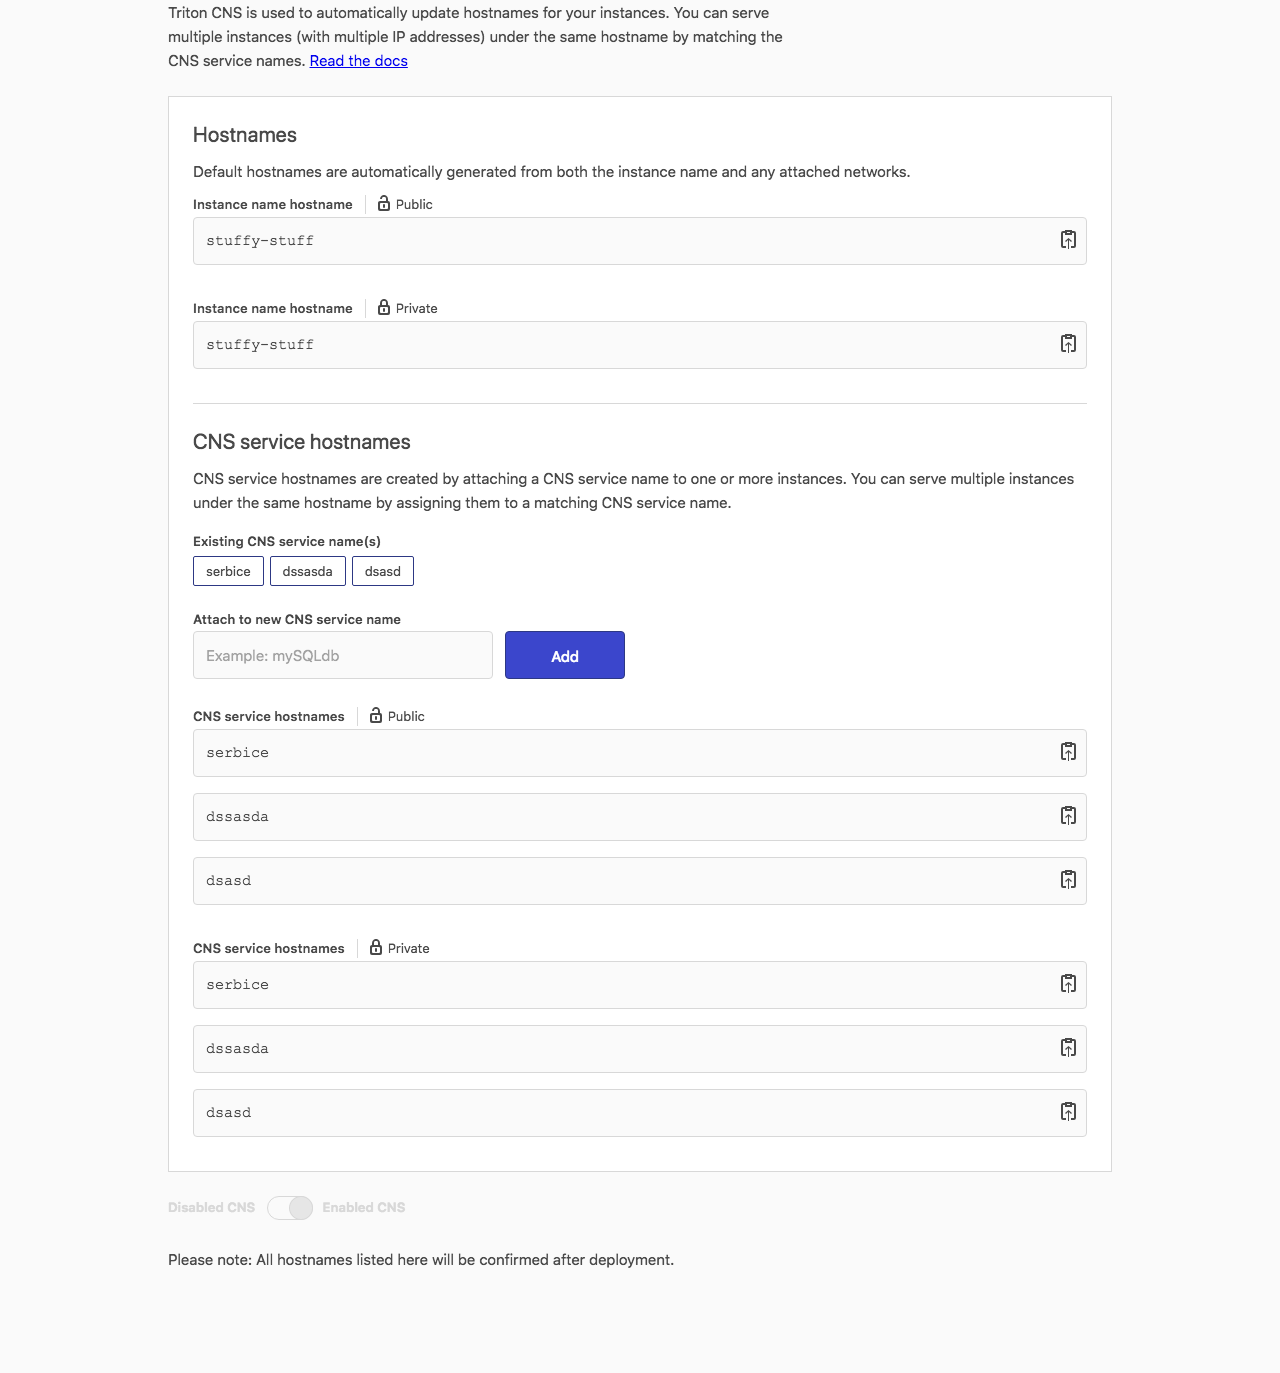 Triton CNS is used to automatically update hostnames for your instances. You can serve
multiple instances (with multiple IP addresses) under the same hostname by matching the
CNS service names. Read the docs
Hostnames
Default hostnames are automatically generated from both the instance name and any attached networks.
Instance name hostname Public
stuffy-stuff
Instance name hostname Private
stuffy-stuff
CNS service hostnames
CNS service hostnames are created by attaching a CNS service name to one or more instances. You can serve multiple instances
under the same hostname by assigning them to a matching CNS service name.
Existing CNS service name(s)
serbice dssasda dsasd
Attach to new CNS service name
Example: mySQLdb Add
CNS service hostnames Public
serbice
dssasda
dsasd
CNS service hostnames Private
serbice
dssasda
dsasd
Disabled CNS Enabled CNS
Please note: All hostnames listed here will be confirmed after deployment.